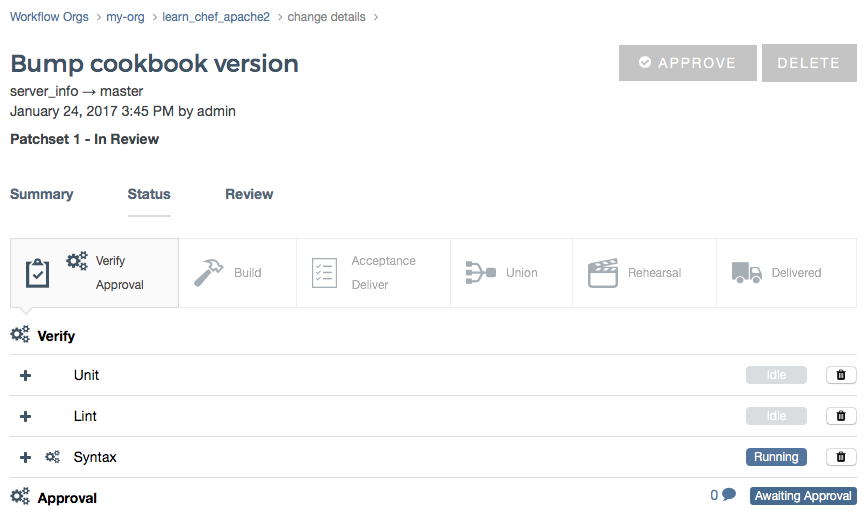 Workflow Orgs > my-org > learn_chef_apache2 > change details >
Bump cookbook version
APPROVE
DELETE
server_info → master
January 24, 2017 3:45 PM by admin
Patchset 1 - In Review
Summary
Status
Review
Verify
Approval
Build
Acceptance
Deliver
Union
Rehearsal
Delivered
Verify
Unit
Idle
Lint
Idle
Syntax
Running
Approval
0
Awaiting Approval